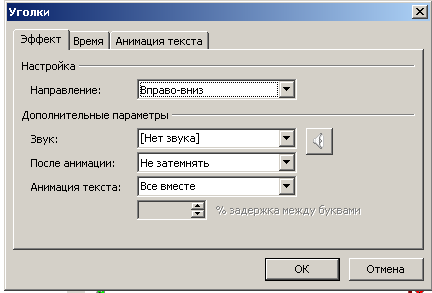 Уголки
Эффект Время Анимация текста
Настройка
Направление: Вправо-вниз
Дополнительные параметры
Звук: [Нет звука]
После анимации: Не затемнять
Анимация текста: Все вместе
% задержка между буквами
ОК Отмена